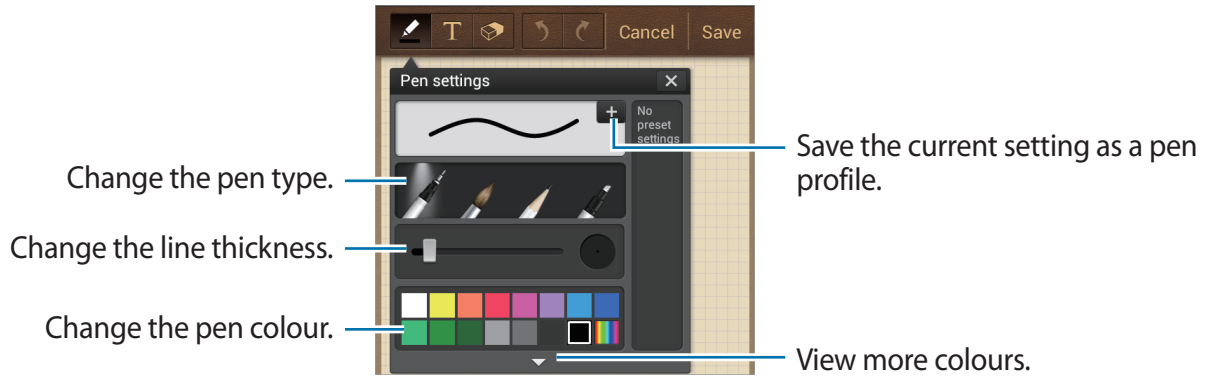 T
Cancel
Save
Pen settings
No
preset
settings
Save the current setting as a pen
profile.
Change the pen type.
Change the line thickness.
Change the pen colour.
View more colours.